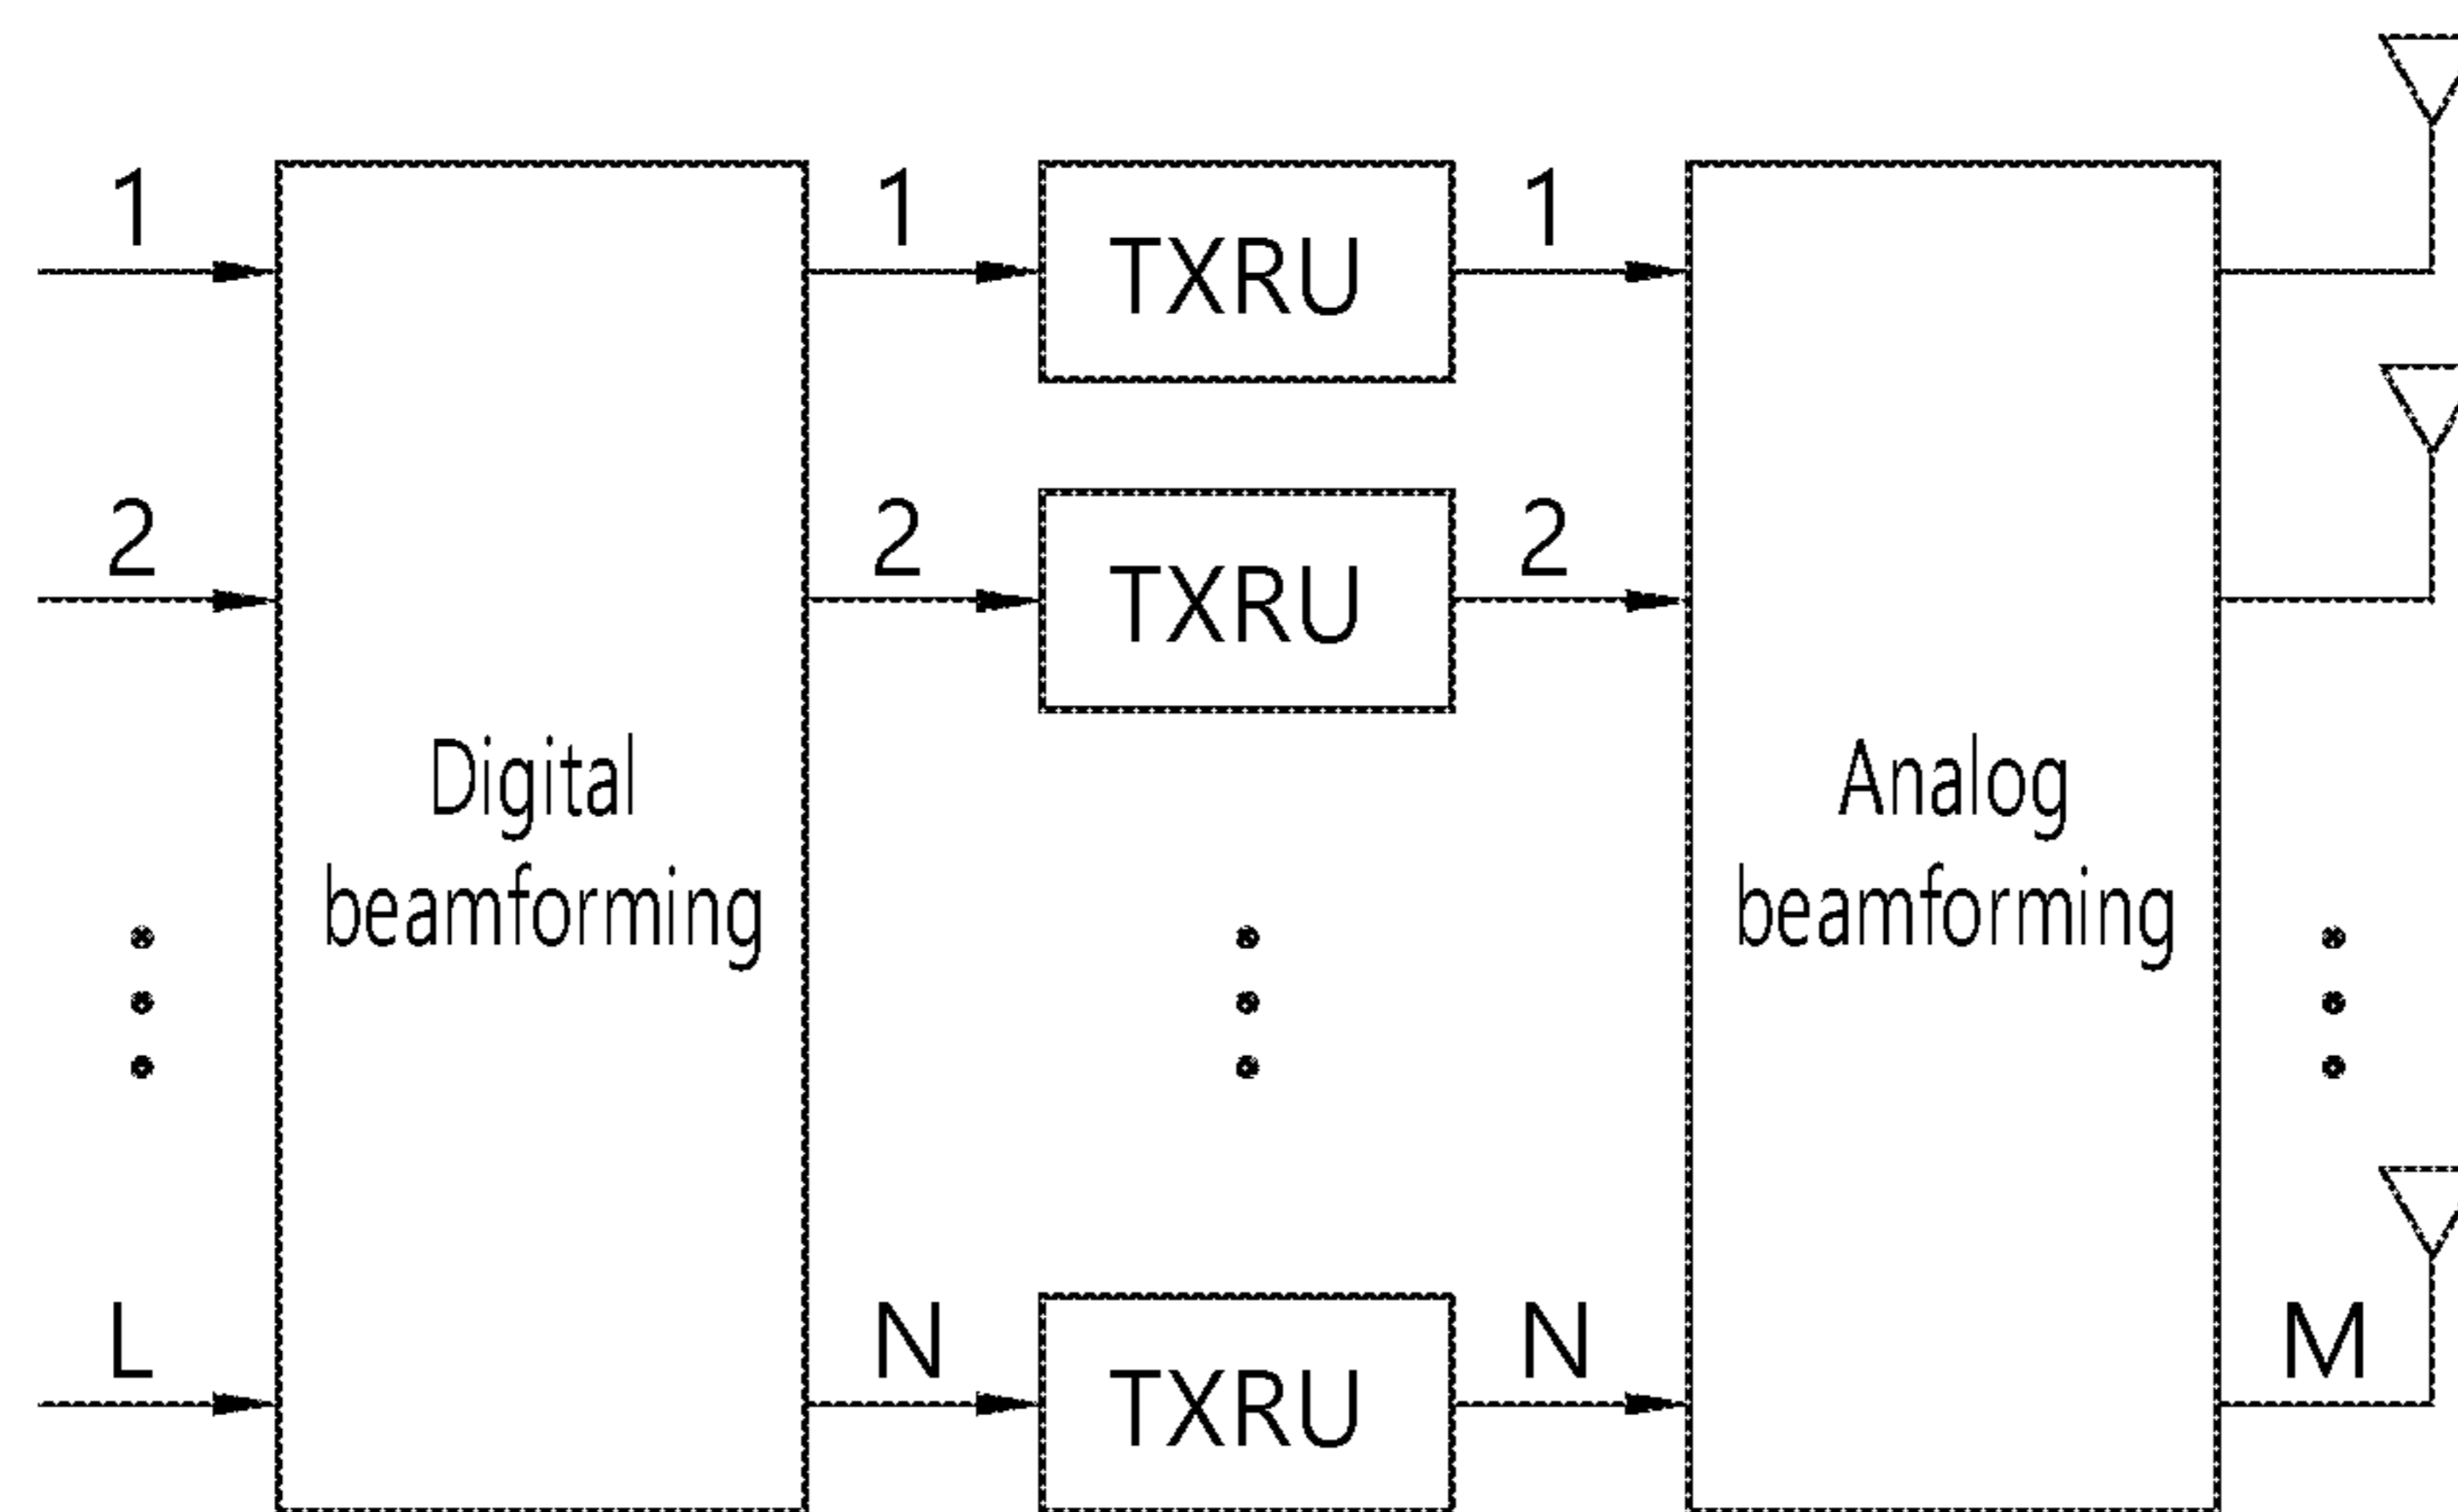 1 1 TXRU 1
2 2 TXRU 2
Digital
beamforming
Analog
beamforming
L N TXRU N M